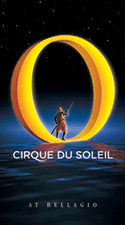 O
CIRQUE DU SOLEIL
AT BELLAGIO